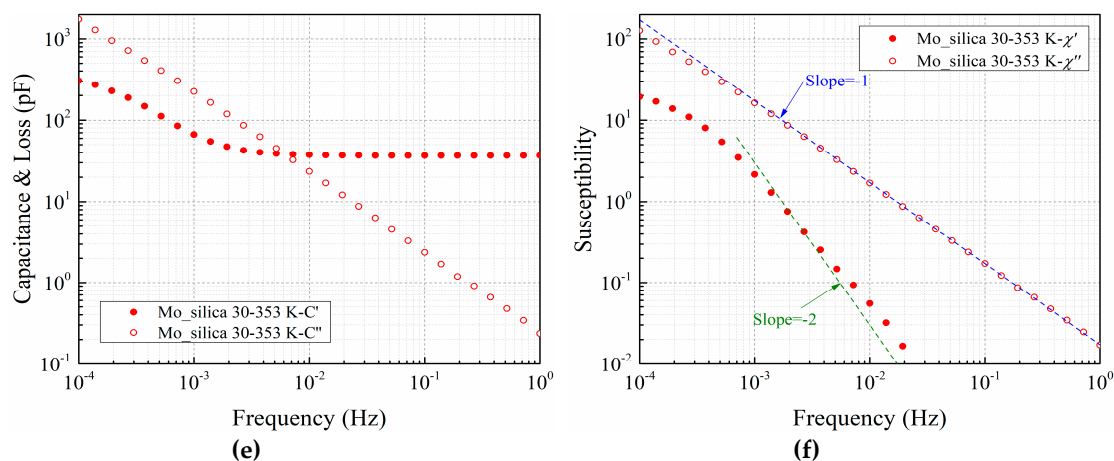 10³
10²
10¹
10⁰
10⁻¹
Capacitance & Loss (pF)
Mo_silica 30-353 K-C'
Mo_silica 30-353 K-C"
10⁻⁴ 10⁻³ 10⁻² 10⁻¹ 10⁰
Frequency (Hz)
(e)
10²
10¹
10⁰
10⁻¹
10⁻²
Susceptibility
Mo_silica 30-353 K-χ′
Mo_silica 30-353 K-χ″
Slope=-1
Slope=-2
10⁻⁴ 10⁻³ 10⁻² 10⁻¹ 10⁰
Frequency (Hz)
(f)